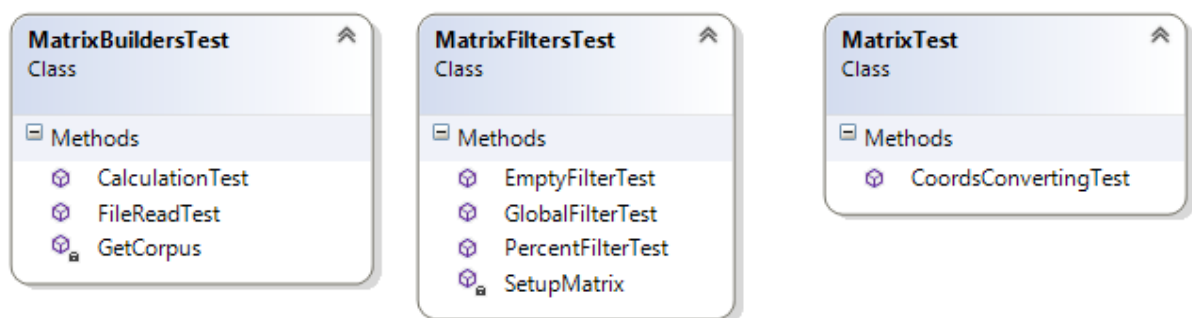 MatrixBuildersTest
Class
Methods
CalculationTest
FileReadTest
GetCorpus
MatrixFiltersTest
Class
Methods
EmptyFilterTest
GlobalFilterTest
PercentFilterTest
SetupMatrix
MatrixTest
Class
Methods
CoordsConvertingTest